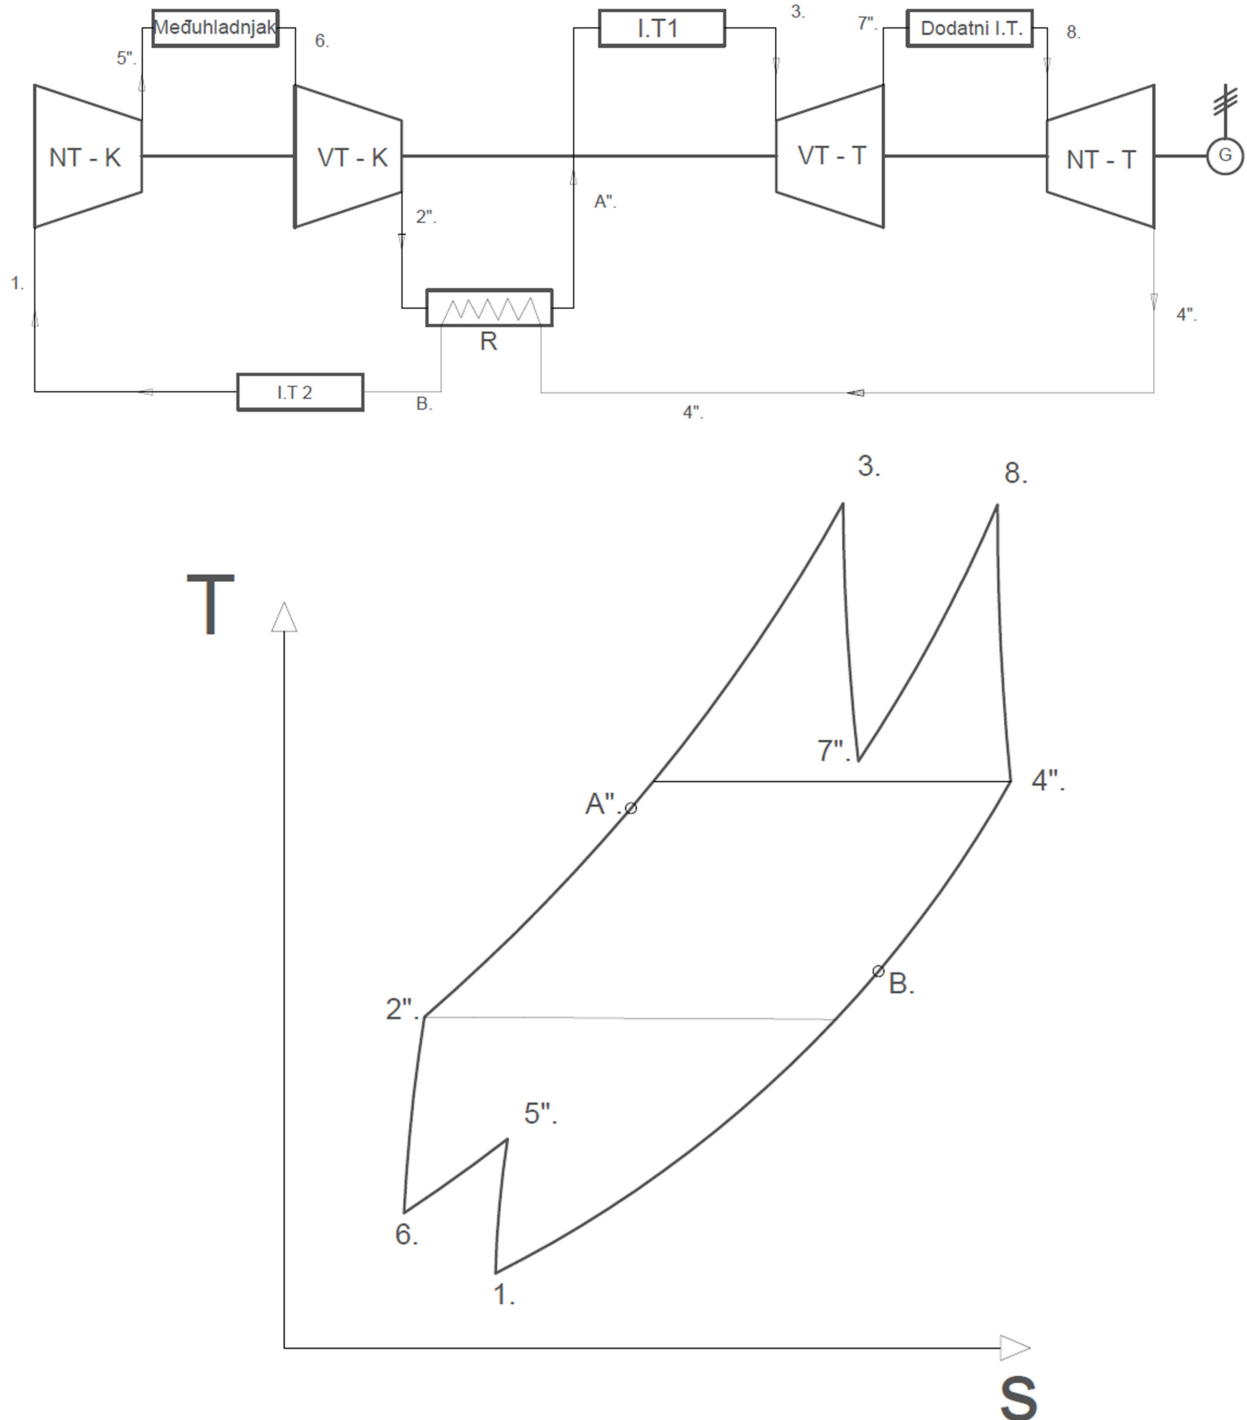 Međuhladnjak
6.
I.T1
3.
7".
Dodatni I.T.
8.
5".
NT - K
VT - K
VT - T
NT - T
G
2".
A".
1.
4".
R
I.T 2
B.
4".
3.
8.
T
7".
4".
A".
B.
2".
5".
6.
1.
S